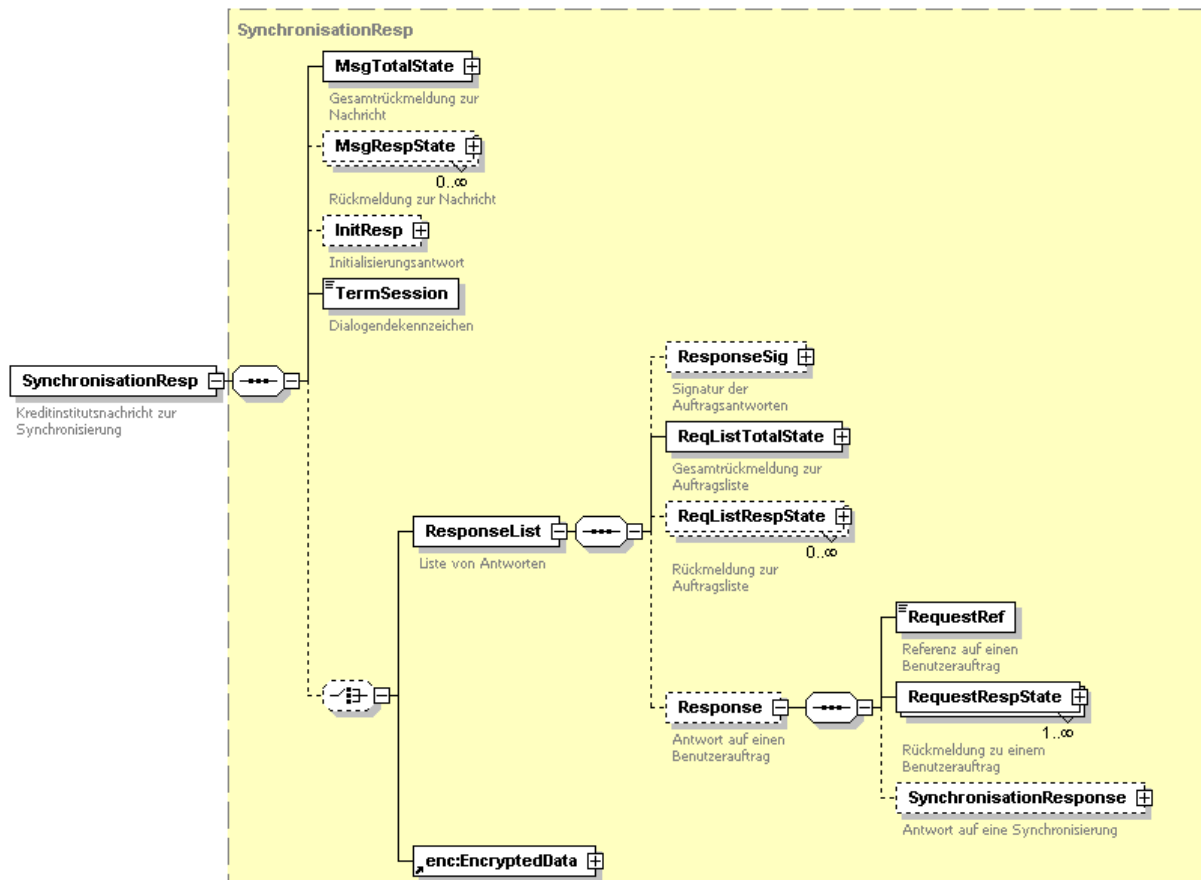 SynchronisationResp
MsgTotalState
Gesamtrückmeldung zur
Nachricht
MsgRespState
0..∞
Rückmeldung zur Nachricht
InitResp
Initialisierungsantwort
TermSession
Dialogendekennzeichen
SynchronisationResp
Kreditinstitutsnachricht zur
Synchronisierung
ResponseList
Liste von Antworten
ResponseSig
Signatur der
Auftragsantworten
ReqListTotalState
Gesamtrückmeldung zur
Auftragsliste
ReqListRespState
0..∞
Rückmeldung zur
Auftragsliste
Response
Antwort auf einen
Benutzerauftrag
RequestRef
Referenz auf einen
Benutzerauftrag
RequestRespState
1..∞
Rückmeldung zu einem
Benutzerauftrag
SynchronisationResponse
Antwort auf eine Synchronisierung
enc:EncryptedData